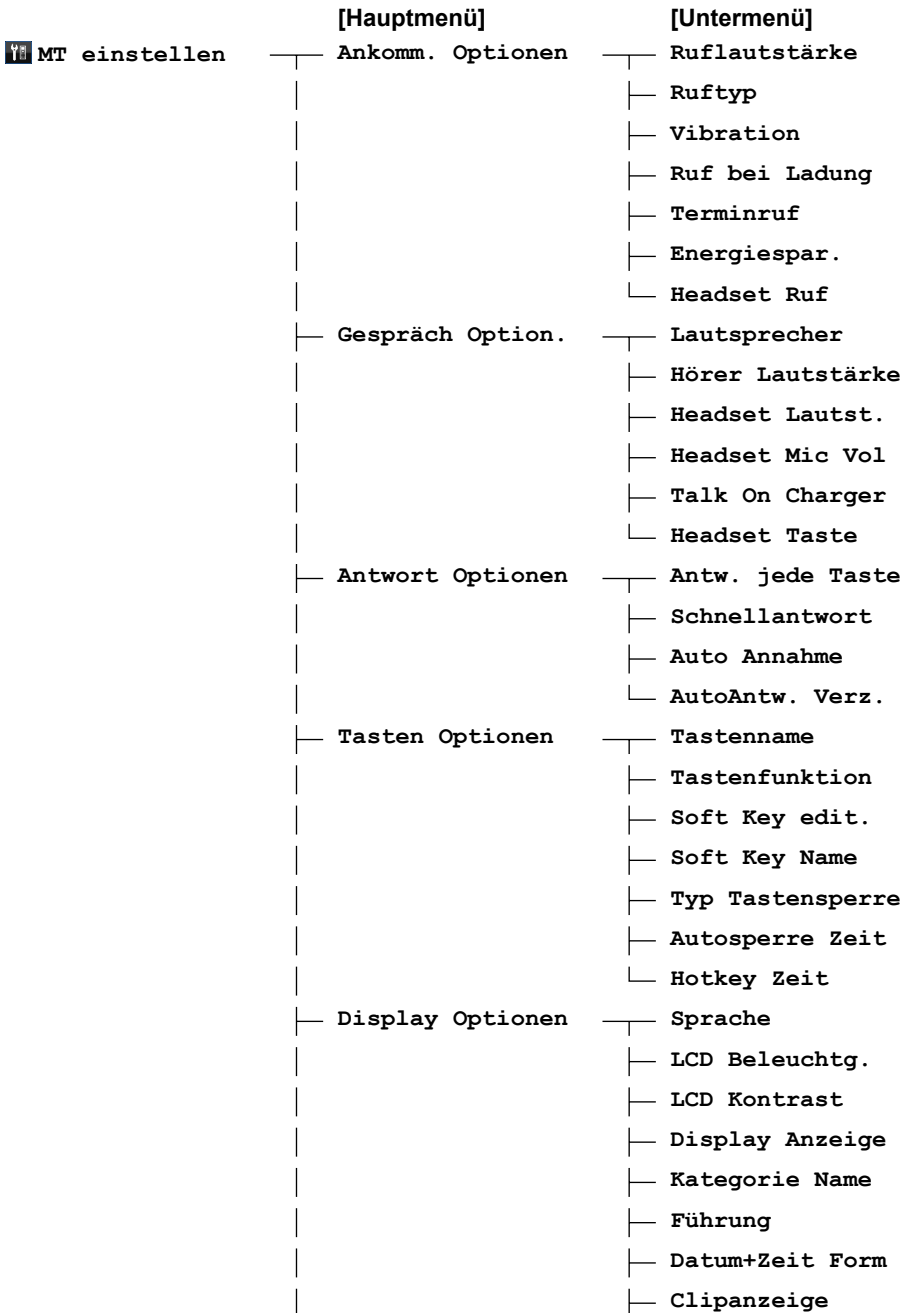 [Hauptmenü] [Untermenü]
MT einstellen Ankomm. Optionen Ruflautstärke
Ruftyp
Vibration
Ruf bei Ladung
Terminruf
Energiespar.
Headset Ruf
Gespräch Option. Lautsprecher
Hörer Lautstärke
Headset Lautst.
Headset Mic Vol
Talk On Charger
Headset Taste
Antwort Optionen Antw. jede Taste
Schnellantwort
Auto Annahme
AutoAntw. Verz.
Tasten Optionen Tastenname
Tastenfunktion
Soft Key edit.
Soft Key Name
Typ Tastensperre
Autosperre Zeit
Hotkey Zeit
Display Optionen Sprache
LCD Beleuchtg.
LCD Kontrast
Display Anzeige
Kategorie Name
Führung
Datum+Zeit Form
Clipanzeige